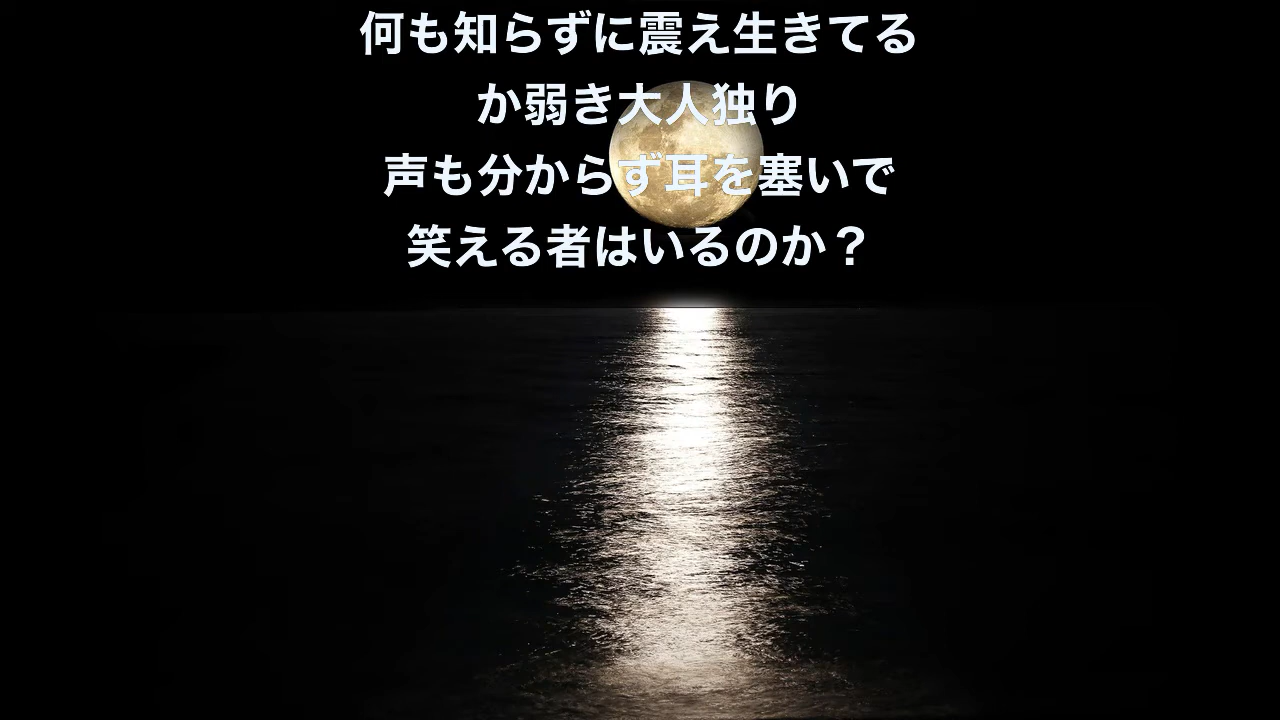 何も知らずに震え生きてる
か弱き大人独り
声も分からず耳を塞いで
笑える者はいるのか？